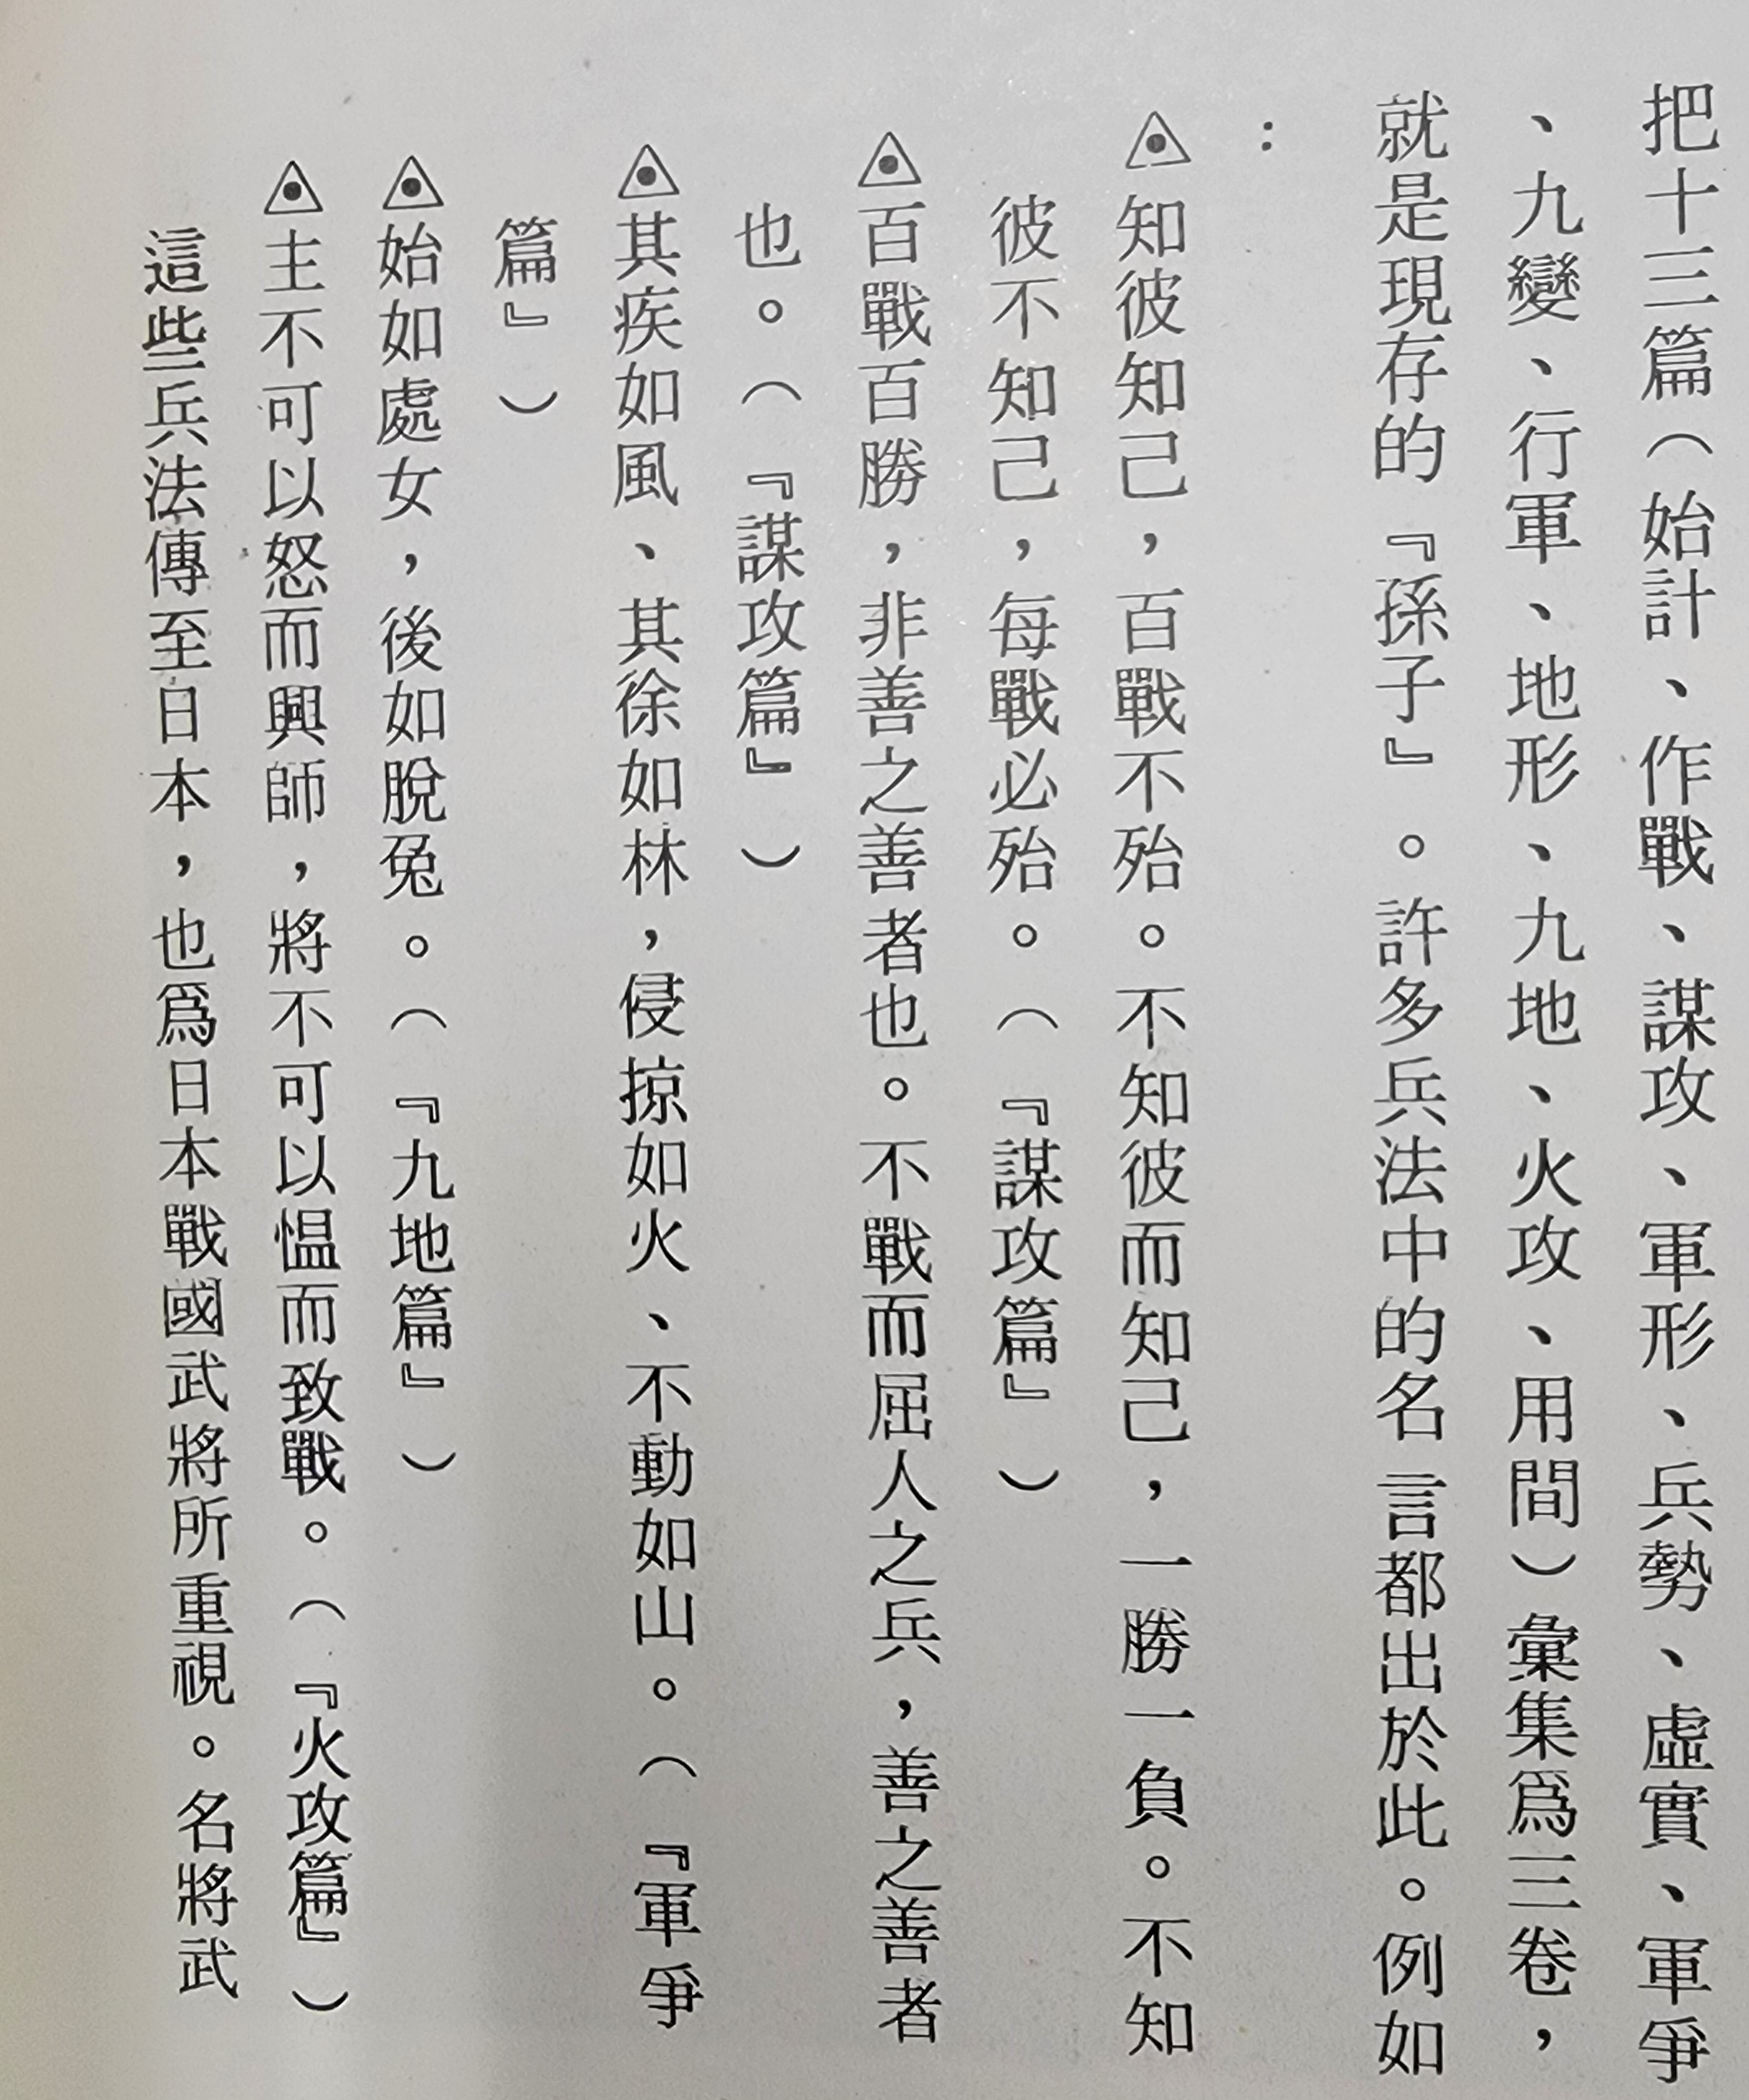 把十三篇（始計、作戰、謀攻、軍形、兵勢、虛實、軍爭
、九變、行軍、地形、九地、火攻、用間）彙集爲三卷，
就是現存的『孫子』。許多兵法中的名言都出於此。例如
：
知彼知己，百戰不殆。不知彼而知己，一勝一負。不知
彼不知己，每戰必殆。（『謀攻篇』）
百戰百勝，非善之善者也。不戰而屈人之兵，善之善者
也。（『謀攻篇』）
其疾如風、其徐如林，侵掠如火、不動如山。（『軍爭
篇』）
始如處女，後如脫兔。（『九地篇』）
主不可以怒而興師，將不可以愠而致戰。（『火攻篇』）
這些兵法傳至日本，也爲日本戰國武將所重視。名將武